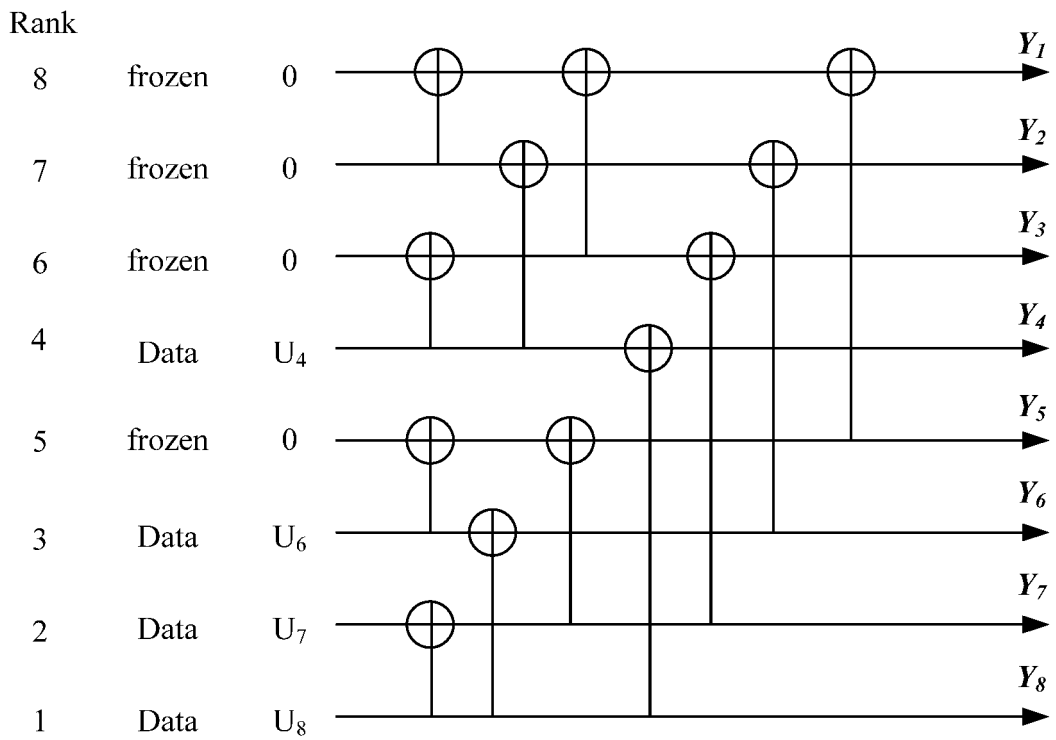 Rank
8 frozen 0 Y₁
7 frozen 0 Y₂
6 frozen 0 Y₃
4 Data U₄ Y₄
5 frozen 0 Y₅
3 Data U₆ Y₆
2 Data U₇ Y₇
1 Data U₈ Y₈